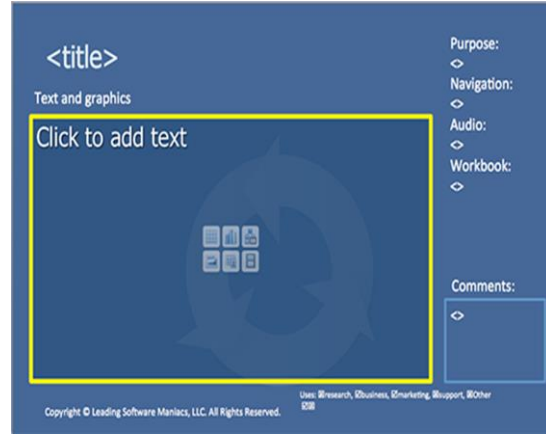 <title>
Text and graphics
Click to add text
Purpose:
<>
Navigation:
<>
Audio:
<>
Workbook:
<>
Comments:
<>
Uses: ☒research, ☑business, ☑marketing, ☒support, ☒Other
☑☒
Copyright © Leading Software Maniacs, LLC. All Rights Reserved.